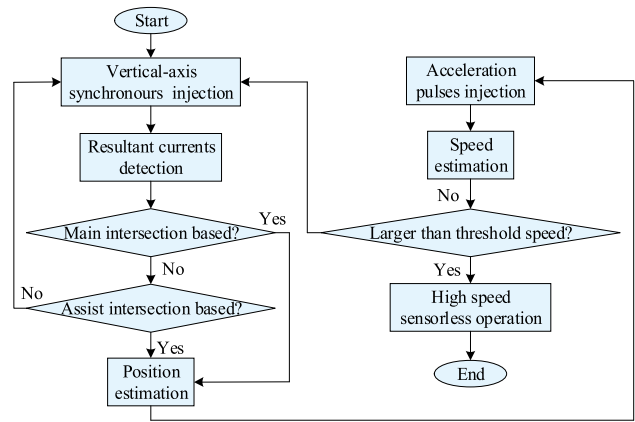 Start
Vertical-axis
synchronours injection
Resultant currents
detection
Main intersection based?
Yes
No
Assist intersection based?
No
Yes
Position
estimation
Acceleration
pulses injection
Speed
estimation
No
Larger than threshold speed?
Yes
High speed
sensorless operation
End